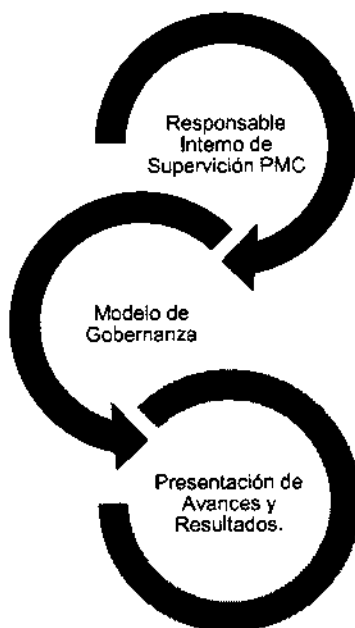 Responsable
Interno de
Supervición PMC
Modelo de
Gobernanza
Presentación de
Avances y
Resultados.